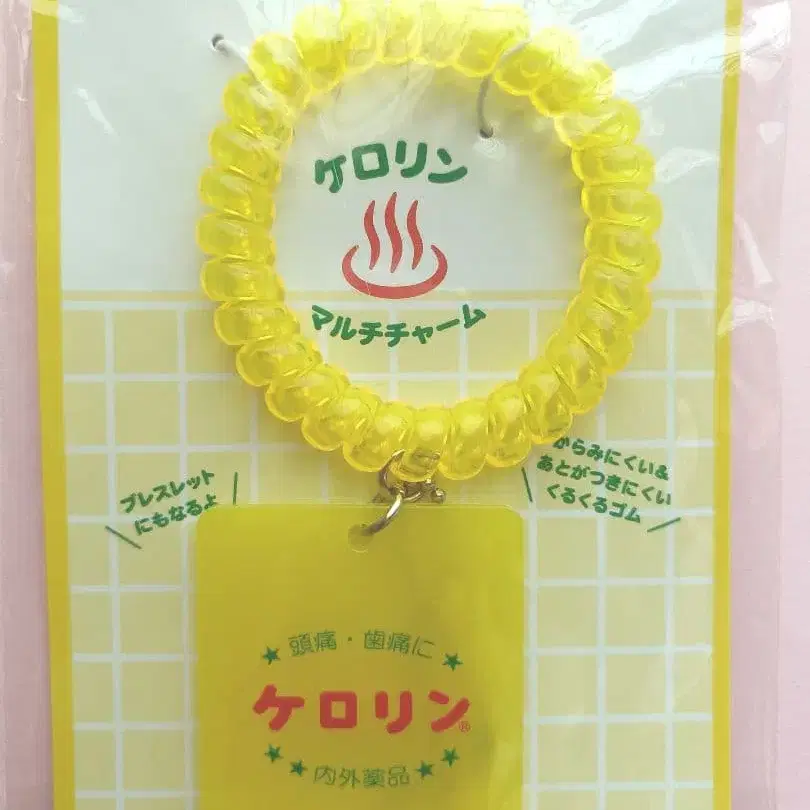 ケロリン
マルチチャーム
ブレスレット
にもなるよ
からみにくい&
あとがつきにくい
くるくるゴム
頭痛・歯痛に
ケロリン®
内外薬品